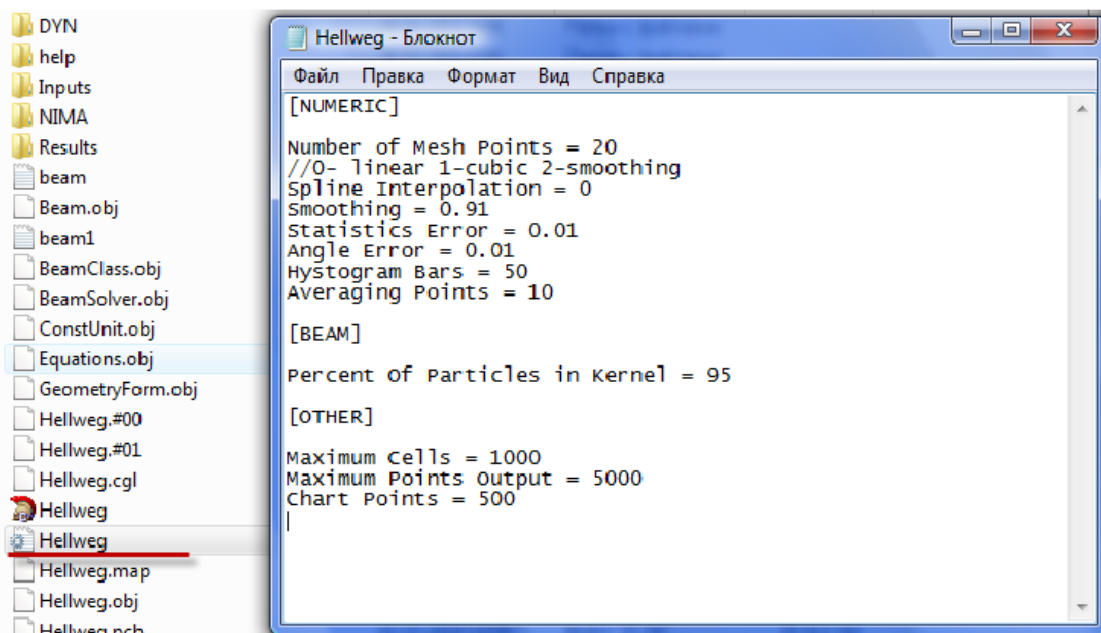 DYN
help
Inputs
NIMA
Results
beam
Beam.obj
beam1
BeamClass.obj
BeamSolver.obj
ConstUnit.obj
Equations.obj
GeometryForm.obj
Hellweg.#00
Hellweg.#01
Hellweg.cgl
Hellweg
Hellweg
Hellweg.map
Hellweg.obj
Hellweg - Блокнот
Файл Правка Формат Вид Справка
[NUMERIC]
Number of Mesh Points = 20
//0- linear 1-cubic 2-smoothing
Spline Interpolation = 0
Smoothing = 0.91
Statistics Error = 0.01
Angle Error = 0.01
Hystogram Bars = 50
Averaging Points = 10
[BEAM]
Percent Of Particles in Kernel = 95
[OTHER]
Maximum Cells = 1000
Maximum Points Output = 5000
Chart Points = 500